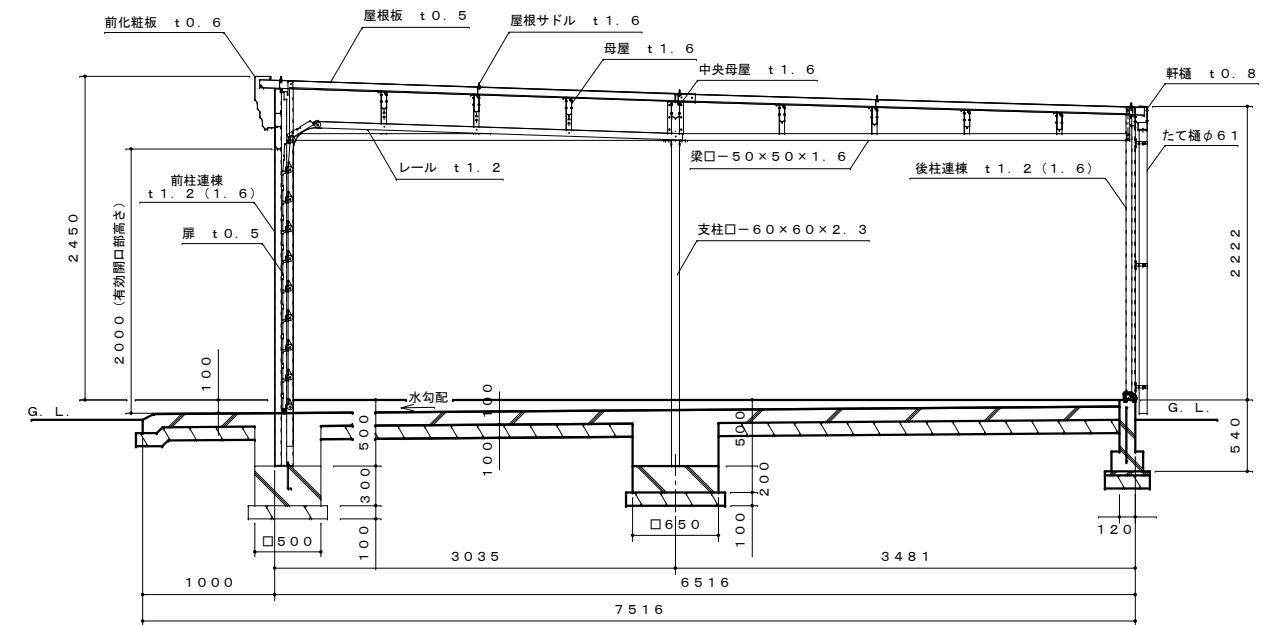 前化粧板　ｔ０．６
屋根板　ｔ０．５
屋根サドル　ｔ１．６
母屋　ｔ１．６
中央母屋　ｔ１．６
軒樋　ｔ０．８
たて樋φ６１
梁口－５０×５０×１．６
レール　ｔ１．２
後柱連棟　ｔ１．２（１．６）
前柱連棟
ｔ１．２（１．６）
扉　ｔ０．５
支柱口－６０×６０×２．３
２４５０
２０００（有効開口部高さ）
２２２２
１００
水勾配
Ｇ．Ｌ．
Ｇ．Ｌ．
５００
３００
１００
１００
１００
５００
２００
１００
５４０
□５００
□６５０
１２０
３０３５
３４８１
１０００
６５１６
７５１６